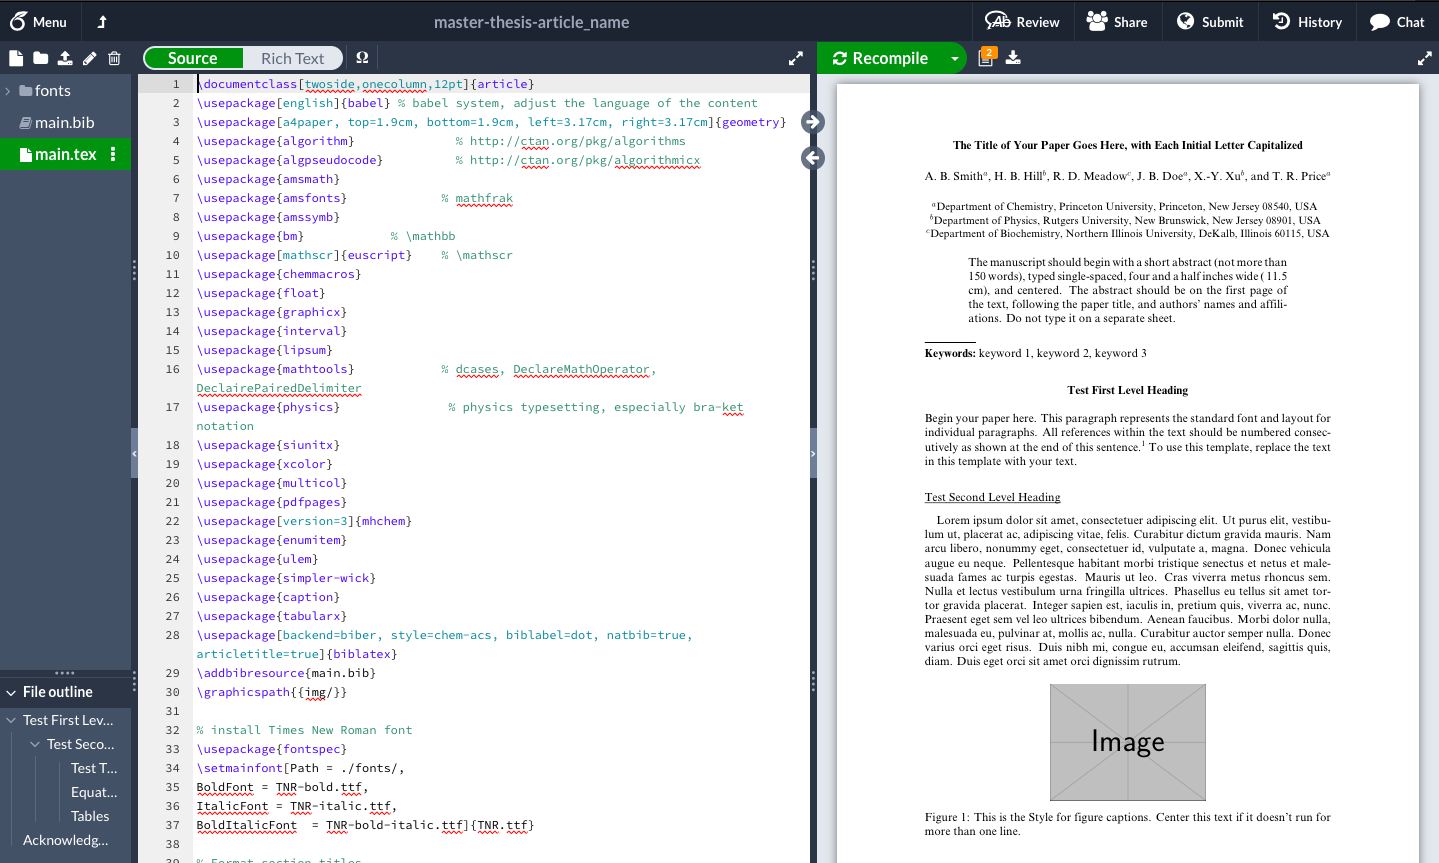 Menu
master-thesis-article_name
Review
Share
Submit
History
Chat
Source
Rich Text
Ω
Recompile
2
fonts
main.bib
main.tex
File outline
Test First Lev...
Test Seco...
Test T...
Equat...
Tables
Acknowledg...
1 \documentclass[twoside,onecolumn,12pt]{article}
2 \usepackage[english]{babel} % babel system, adjust the language of the content
3 \usepackage[a4paper, top=1.9cm, bottom=1.9cm, left=3.17cm, right=3.17cm]{geometry}
4 \usepackage{algorithm} % http://ctan.org/pkg/algorithms
5 \usepackage{algpseudocode} % http://ctan.org/pkg/algorithmicx
6 \usepackage{amsmath}
7 \usepackage{amsfonts} % mathfrak
8 \usepackage{amssymb}
9 \usepackage{bm} % \mathbb
10 \usepackage[mathscr]{euscript} % \mathscr
11 \usepackage{chemmacros}
12 \usepackage{float}
13 \usepackage{graphicx}
14 \usepackage{interval}
15 \usepackage{lipsum}
16 \usepackage{mathtools} % dcases, DeclareMathOperator,
DeclairePairedDelimiter
17 \usepackage{physics} % physics typesetting, especially bra-ket
notation
18 \usepackage{siunitx}
19 \usepackage{xcolor}
20 \usepackage{multicol}
21 \usepackage{pdfpages}
22 \usepackage[version=3]{mhchem}
23 \usepackage{enumitem}
24 \usepackage{ulem}
25 \usepackage{simpler-wick}
26 \usepackage{caption}
27 \usepackage{tabularx}
28 \usepackage[backend=biber, style=chem-acs, biblabel=dot, natbib=true,
articletitle=true]{biblatex}
29 \addbibresource{main.bib}
30 \graphicspath{{img/}}
31
32 % install Times New Roman font
33 \usepackage{fontspec}
34 \setmainfont[Path = ./fonts/,
35 BoldFont = TNR-bold.ttf,
36 ItalicFont = TNR-italic.ttf,
37 BoldItalicFont = TNR-bold-italic.ttf]{TNR.ttf}
38
39 % Format section titles
The Title of Your Paper Goes Here, with Each Initial Letter Capitalized
A. B. Smithᵃ, H. B. Hillᵇ, R. D. Meadowᶜ, J. B. Doeᵃ, X.-Y. Xuᵇ, and T. R. Priceᵃ
ᵃDepartment of Chemistry, Princeton University, Princeton, New Jersey 08540, USA
ᵇDepartment of Physics, Rutgers University, New Brunswick, New Jersey 08901, USA
ᶜDepartment of Biochemistry, Northern Illinois University, DeKalb, Illinois 60115, USA
The manuscript should begin with a short abstract (not more than
150 words), typed single-spaced, four and a half inches wide ( 11.5
cm), and centered. The abstract should be on the first page of
the text, following the paper title, and authors' names and affili-
ations. Do not type it on a separate sheet.
Keywords: keyword 1, keyword 2, keyword 3
Test First Level Heading
Begin your paper here. This paragraph represents the standard font and layout for
individual paragraphs. All references within the text should be numbered consec-
utively as shown at the end of this sentence.¹ To use this template, replace the text
in this template with your text.
Test Second Level Heading
Lorem ipsum dolor sit amet, consectetuer adipiscing elit. Ut purus elit, vestibu-
lum ut, placerat ac, adipiscing vitae, felis. Curabitur dictum gravida mauris. Nam
arcu libero, nonummy eget, consectetuer id, vulputate a, magna. Donec vehicula
augue eu neque. Pellentesque habitant morbi tristique senectus et netus et male-
suada fames ac turpis egestas. Mauris ut leo. Cras viverra metus rhoncus sem.
Nulla et lectus vestibulum urna fringilla ultrices. Phasellus eu tellus sit amet tor-
tor gravida placerat. Integer sapien est, iaculis in, pretium quis, viverra ac, nunc.
Praesent eget sem vel leo ultrices bibendum. Aenean faucibus. Morbi dolor nulla,
malesuada eu, pulvinar at, mollis ac, nulla. Curabitur auctor semper nulla. Donec
varius orci eget risus. Duis nibh mi, congue eu, accumsan eleifend, sagittis quis,
diam. Duis eget orci sit amet orci dignissim rutrum.
Image
Figure 1: This is the Style for figure captions. Center this text if it doesn't run for
more than one line.